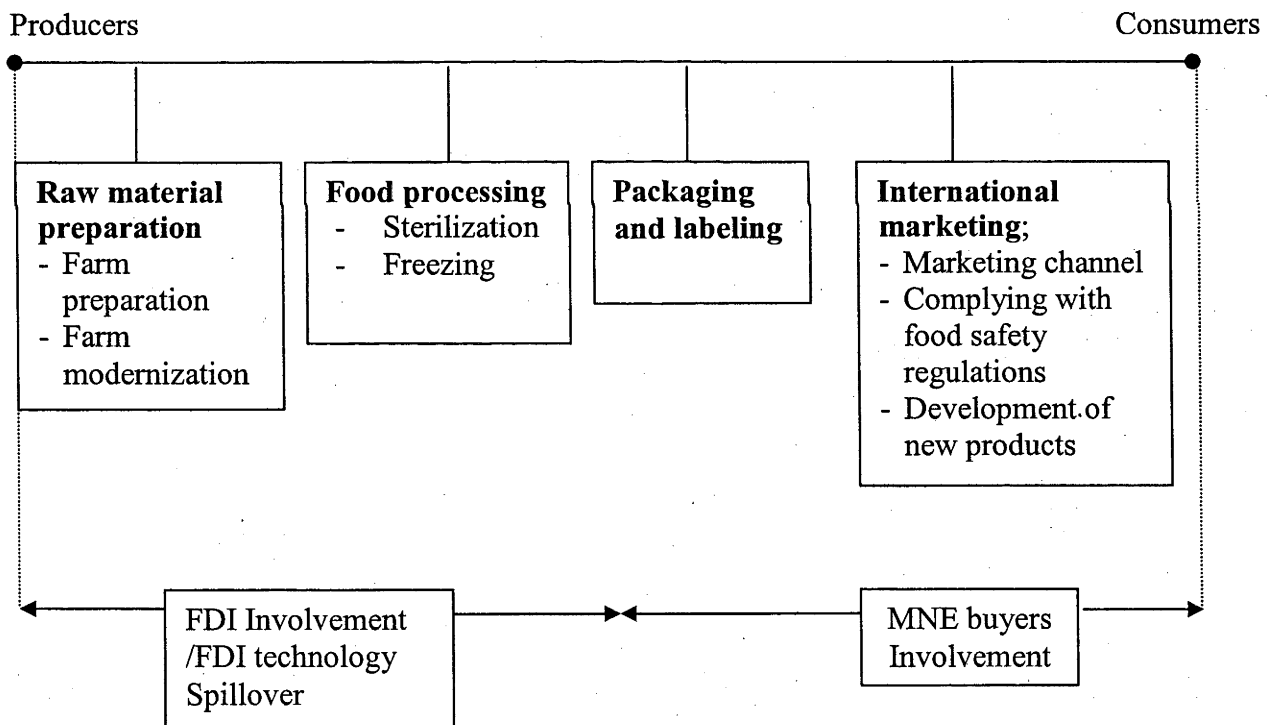 Producers
Consumers
Raw material
preparation
- Farm
preparation
- Farm
modernization
Food processing
- Sterilization
- Freezing
Packaging
and labeling
International
marketing;
- Marketing channel
- Complying with
food safety
regulations
- Development of
new products
FDI Involvement
/FDI technology
Spillover
MNE buyers
Involvement